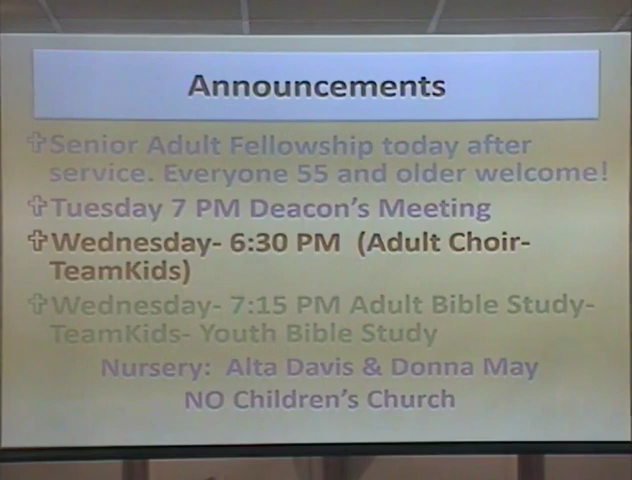 Announcements
Senior Adult Fellowship today after
service. Everyone 55 and older welcome!
Tuesday 7 PM Deacon's Meeting
Wednesday- 6:30 PM (Adult Choir-
TeamKids)
Wednesday- 7:15 PM Adult Bible Study-
TeamKids- Youth Bible Study
Nursery: Alta Davis & Donna May
NO Children's Church